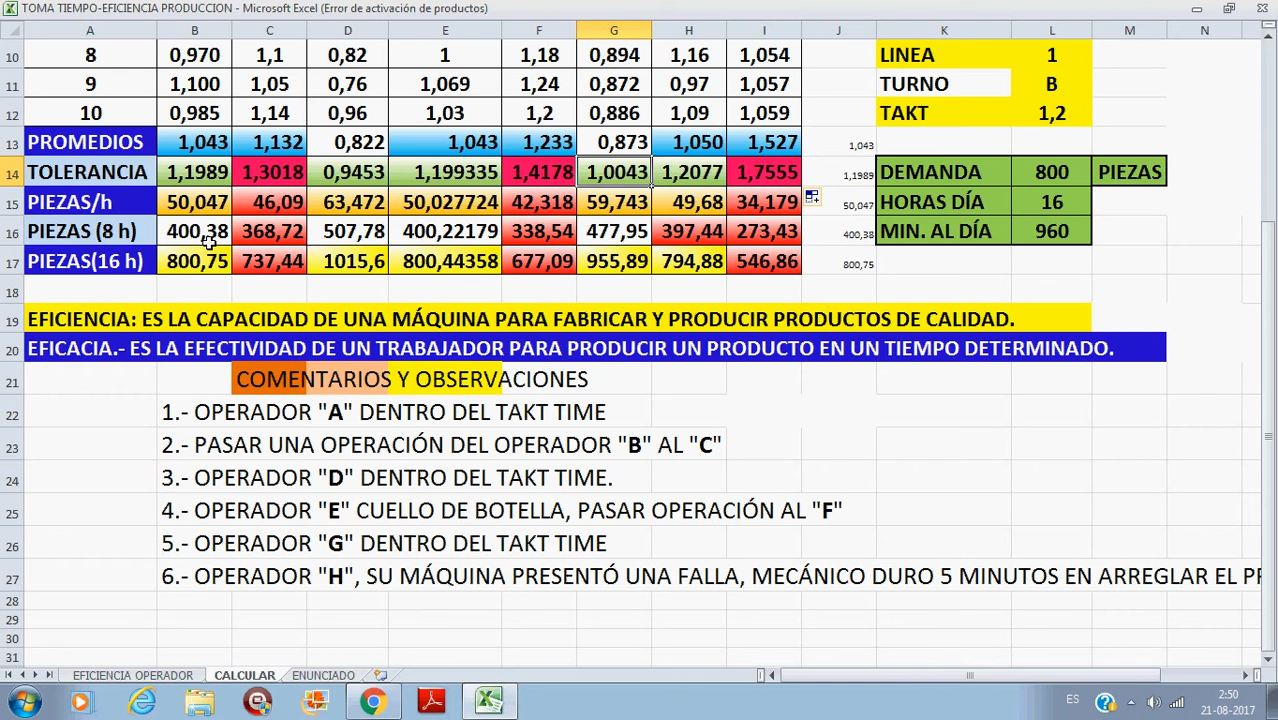 TOMA TIEMPO-EFICIENCIA PRODUCCION - Microsoft Excel (Error de activación de productos)
A B C D E F G H I J K L M N
10 8 0,970 1,1 0,82 1 1,18 0,894 1,16 1,054 LINEA 1
11 9 1,100 1,05 0,76 1,069 1,24 0,872 0,97 1,057 TURNO B
12 10 0,985 1,14 0,96 1,03 1,2 0,886 1,09 1,059 TAKT 1,2
13 PROMEDIOS 1,043 1,132 0,822 1,043 1,233 0,873 1,050 1,527 1,043
14 TOLERANCIA 1,1989 1,3018 0,9453 1,199335 1,4178 1,0043 1,2077 1,7555 1,1989 DEMANDA 800 PIEZAS
15 PIEZAS/h 50,047 46,09 63,472 50,027724 42,318 59,743 49,68 34,179 50,047 HORAS DÍA 16
16 PIEZAS (8 h) 400,38 368,72 507,78 400,22179 338,54 477,95 397,44 273,43 400,38 MIN. AL DÍA 960
17 PIEZAS(16 h) 800,75 737,44 1015,6 800,44358 677,09 955,89 794,88 546,86 800,75
18
19 EFICIENCIA: ES LA CAPACIDAD DE UNA MÁQUINA PARA FABRICAR Y PRODUCIR PRODUCTOS DE CALIDAD.
20 EFICACIA.- ES LA EFECTIVIDAD DE UN TRABAJADOR PARA PRODUCIR UN PRODUCTO EN UN TIEMPO DETERMINADO.
21 COMENTARIOS Y OBSERVACIONES
22 1.- OPERADOR "A" DENTRO DEL TAKT TIME
23 2.- PASAR UNA OPERACIÓN DEL OPERADOR "B" AL "C"
24 3.- OPERADOR "D" DENTRO DEL TAKT TIME.
25 4.- OPERADOR "E" CUELLO DE BOTELLA, PASAR OPERACIÓN AL "F"
26 5.- OPERADOR "G" DENTRO DEL TAKT TIME
27 6.- OPERADOR "H", SU MÁQUINA PRESENTÓ UNA FALLA, MECÁNICO DURO 5 MINUTOS EN ARREGLAR EL PR
28
29
30
31
EFICIENCIA OPERADOR CALCULAR ENUNCIADO
ES 2:50
21-08-2017